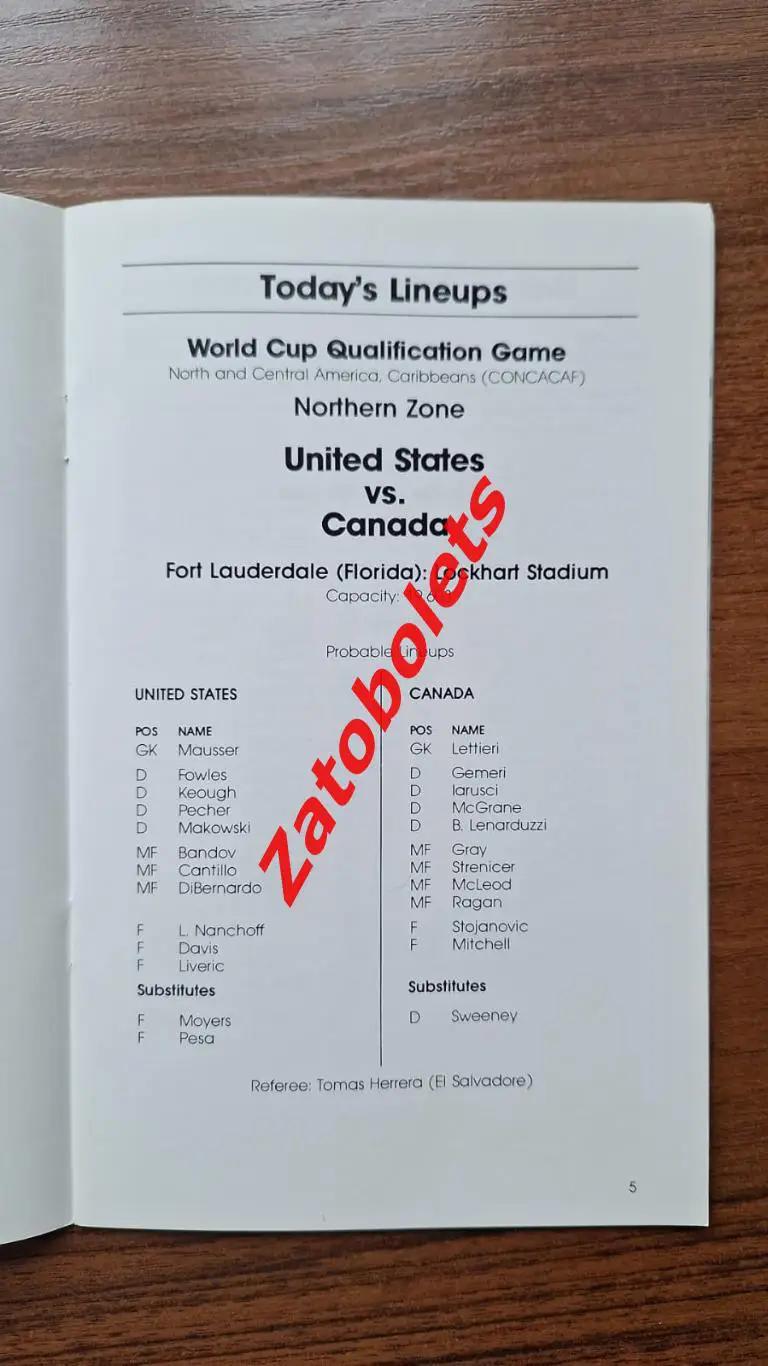 Today's Lineups
World Cup Qualification Game
North and Central America, Caribbeans (CONCACAF)
Northern Zone
United States
vs.
Canada
Fort Lauderdale (Florida): Lockhart Stadium
Capacity:
Probable Lineups
UNITED STATES
POS NAME
GK Mausser
D Fowles
D Keough
D Pecher
D Makowski
MF Bandov
MF Cantillo
MF DiBernardo
F L. Nanchoff
F Davis
F Liveric
Substitutes
F Moyers
F Pesa
CANADA
POS NAME
GK Lettieri
D Gemeri
D Iarusci
D McGrane
D B. Lenarduzzi
MF Gray
MF Strenicer
MF McLeod
MF Ragan
F Stojanovic
F Mitchell
Substitutes
D Sweeney
Referee: Tomas Herrera (El Salvadore)
5
Zatobolets